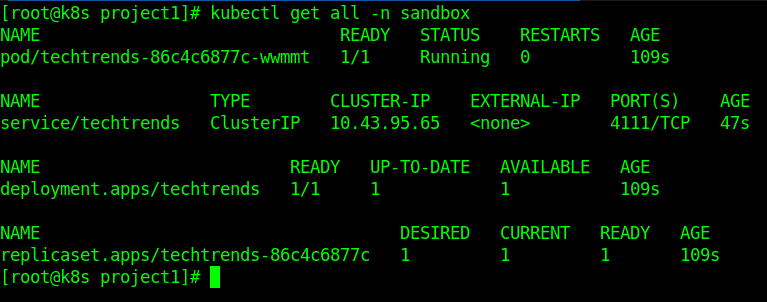 [root@k8s project1]# kubectl get all -n sandbox
NAME                              READY   STATUS    RESTARTS   AGE
pod/techtrends-86c4c6877c-wwmmt   1/1     Running   0          109s

NAME                 TYPE        CLUSTER-IP    EXTERNAL-IP   PORT(S)    AGE
service/techtrends   ClusterIP   10.43.95.65   <none>        4111/TCP   47s

NAME                         READY   UP-TO-DATE   AVAILABLE   AGE
deployment.apps/techtrends   1/1     1            1           109s

NAME                                    DESIRED   CURRENT   READY   AGE
replicaset.apps/techtrends-86c4c6877c   1         1         1       109s
[root@k8s project1]#